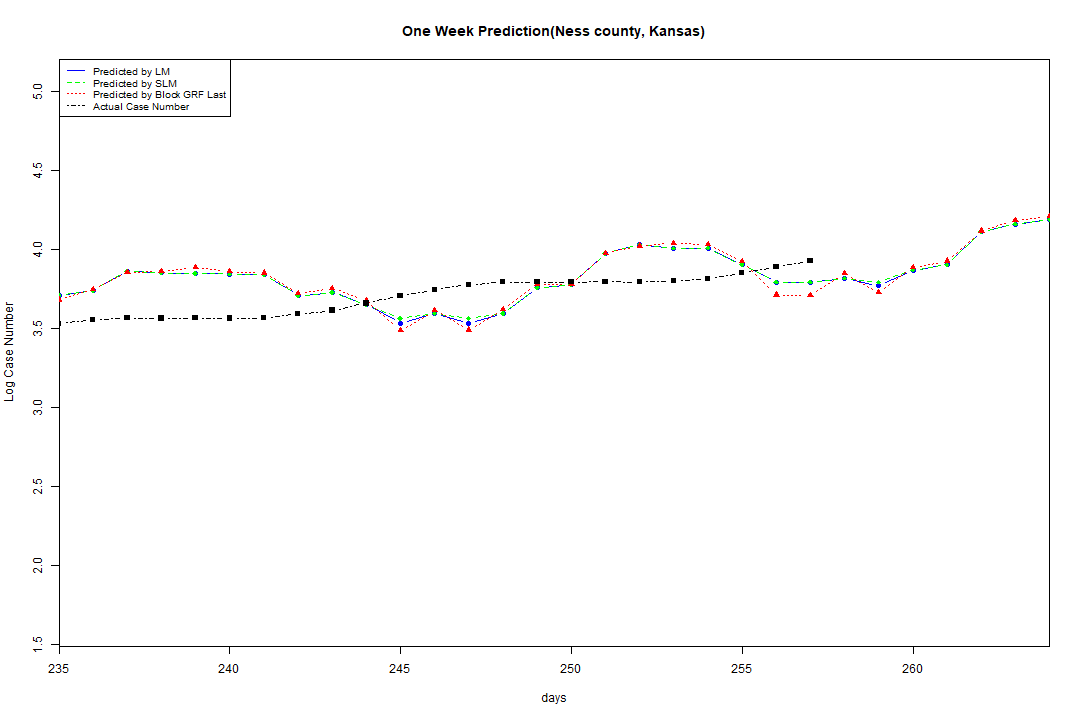 One Week Prediction(Ness county, Kansas)
Predicted by LM
Predicted by SLM
Predicted by Block GRF Last
Actual Case Number
5.0
4.5
4.0
3.5
3.0
2.5
2.0
1.5
Log Case Number
235 240 245 250 255 260
days